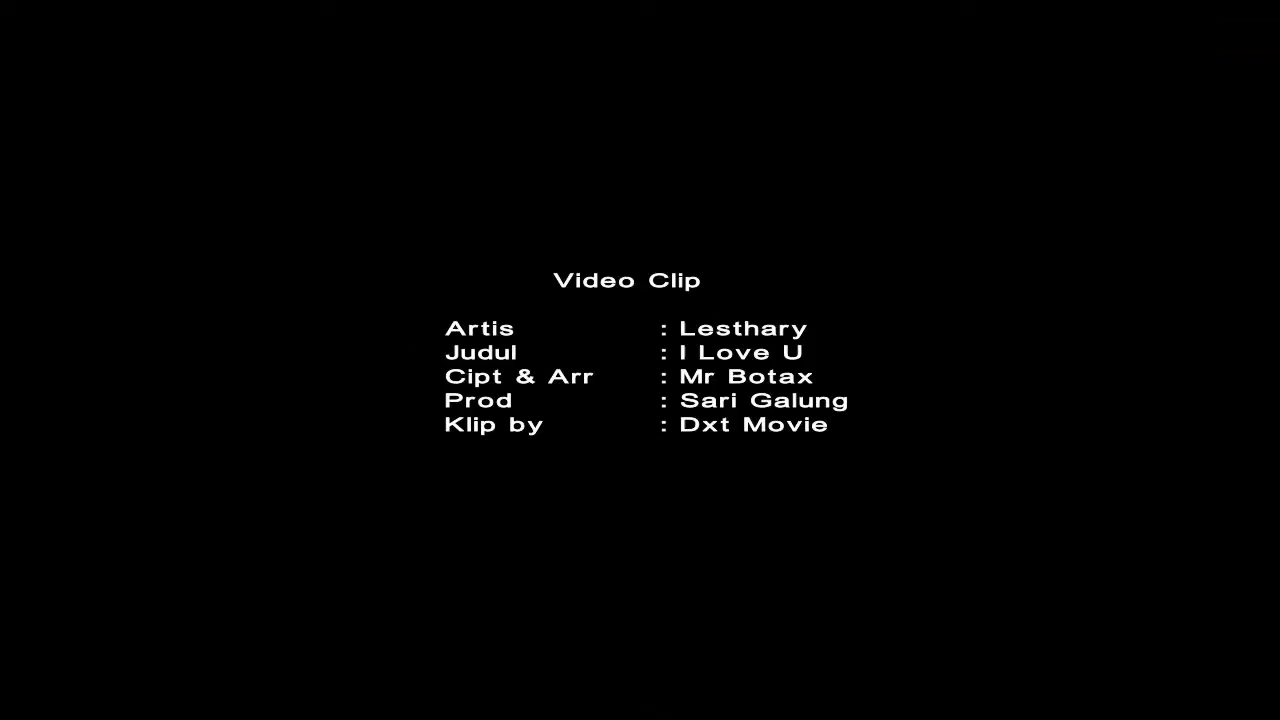 Video Clip
Artis : Lesthary
Judul : I Love U
Cipt & Arr : Mr Botax
Prod : Sari Galung
Klip by : Dxt Movie